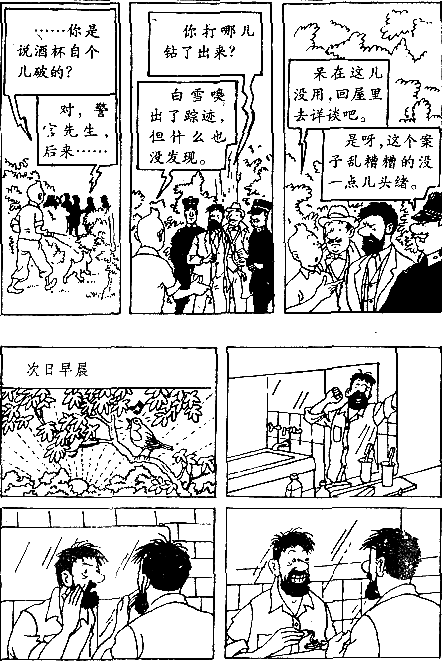 ……你是
说酒杯自个
儿破的？
对，警
官先生，
后来……
你打哪儿
钻了出来？
白雪嗅
出了踪迹，
但什么也
没发现。
呆在这儿
没用，回屋里
去详谈吧。
是呀，这个案
子乱糟糟的没
一点儿头绪。
次日早晨